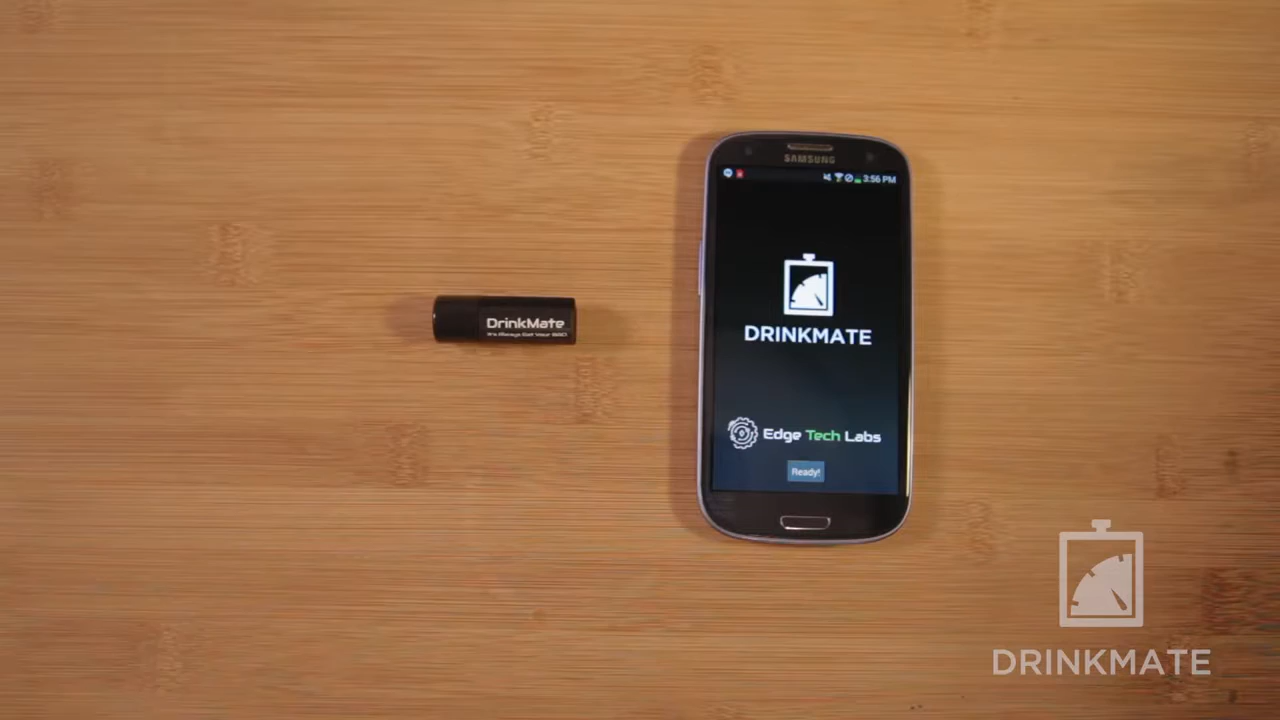 DrinkMate
SAMSUNG
3:56 PM
DRINKMATE
Edge Tech Labs
Ready!
DRINKMATE